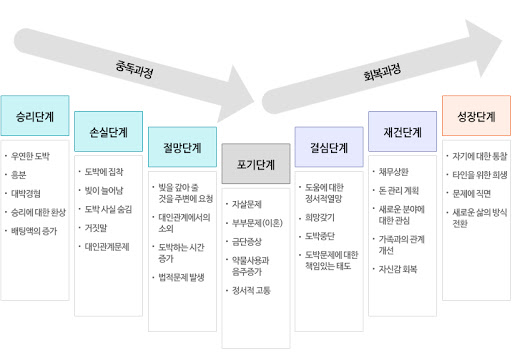 중독과정
회복과정
승리단계
우연한 도박
흥분
대박경험
승리에 대한 환상
배팅액의 증가
손실단계
도박에 집착
빚이 늘어남
도박 사실 숨김
거짓말
대인관계문제
절망단계
빚을 갚아 줄
것을 주변에 요청
대인관계에서의
소외
도박하는 시간
증가
법적문제 발생
포기단계
자살문제
부부문제(이혼)
금단증상
약물사용과
음주증가
정서적 고통
결심단계
도움에 대한
정서적열망
희망갖기
도박중단
도박문제에 대한
책임있는 태도
재건단계
채무상환
돈 관리 계획
새로운 분야에
대한 관심
가족과의 관계
개선
자신감 회복
성장단계
자기에 대한 통찰
타인을 위한 희생
문제에 직면
새로운 삶의 방식
전환